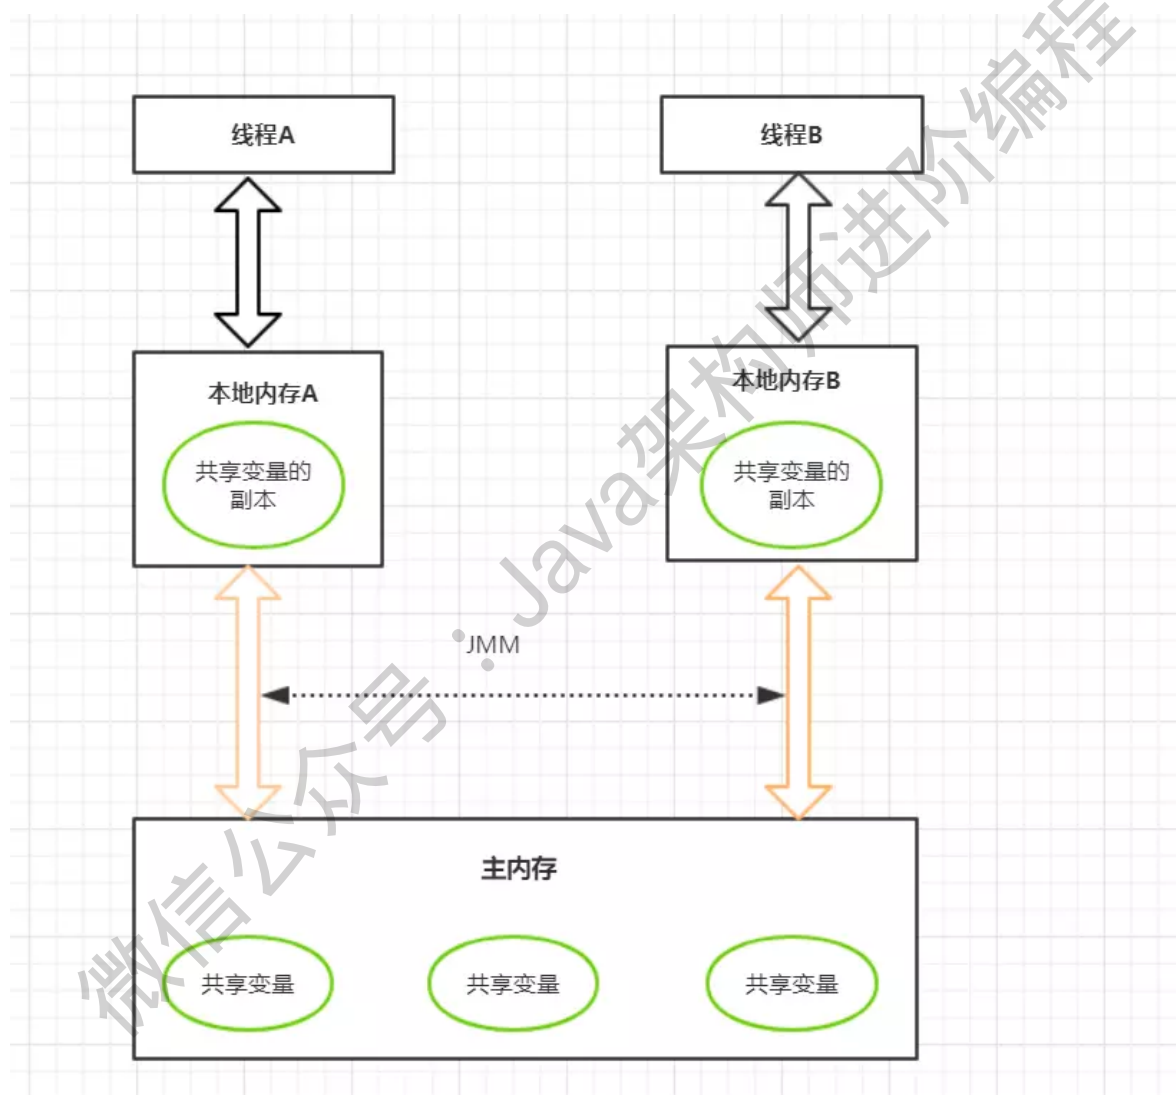 线程A
线程B
本地内存A
本地内存B
共享变量的
副本
共享变量的
副本
JMM
主内存
共享变量
共享变量
共享变量
微信公众号：Java架构师进阶编程